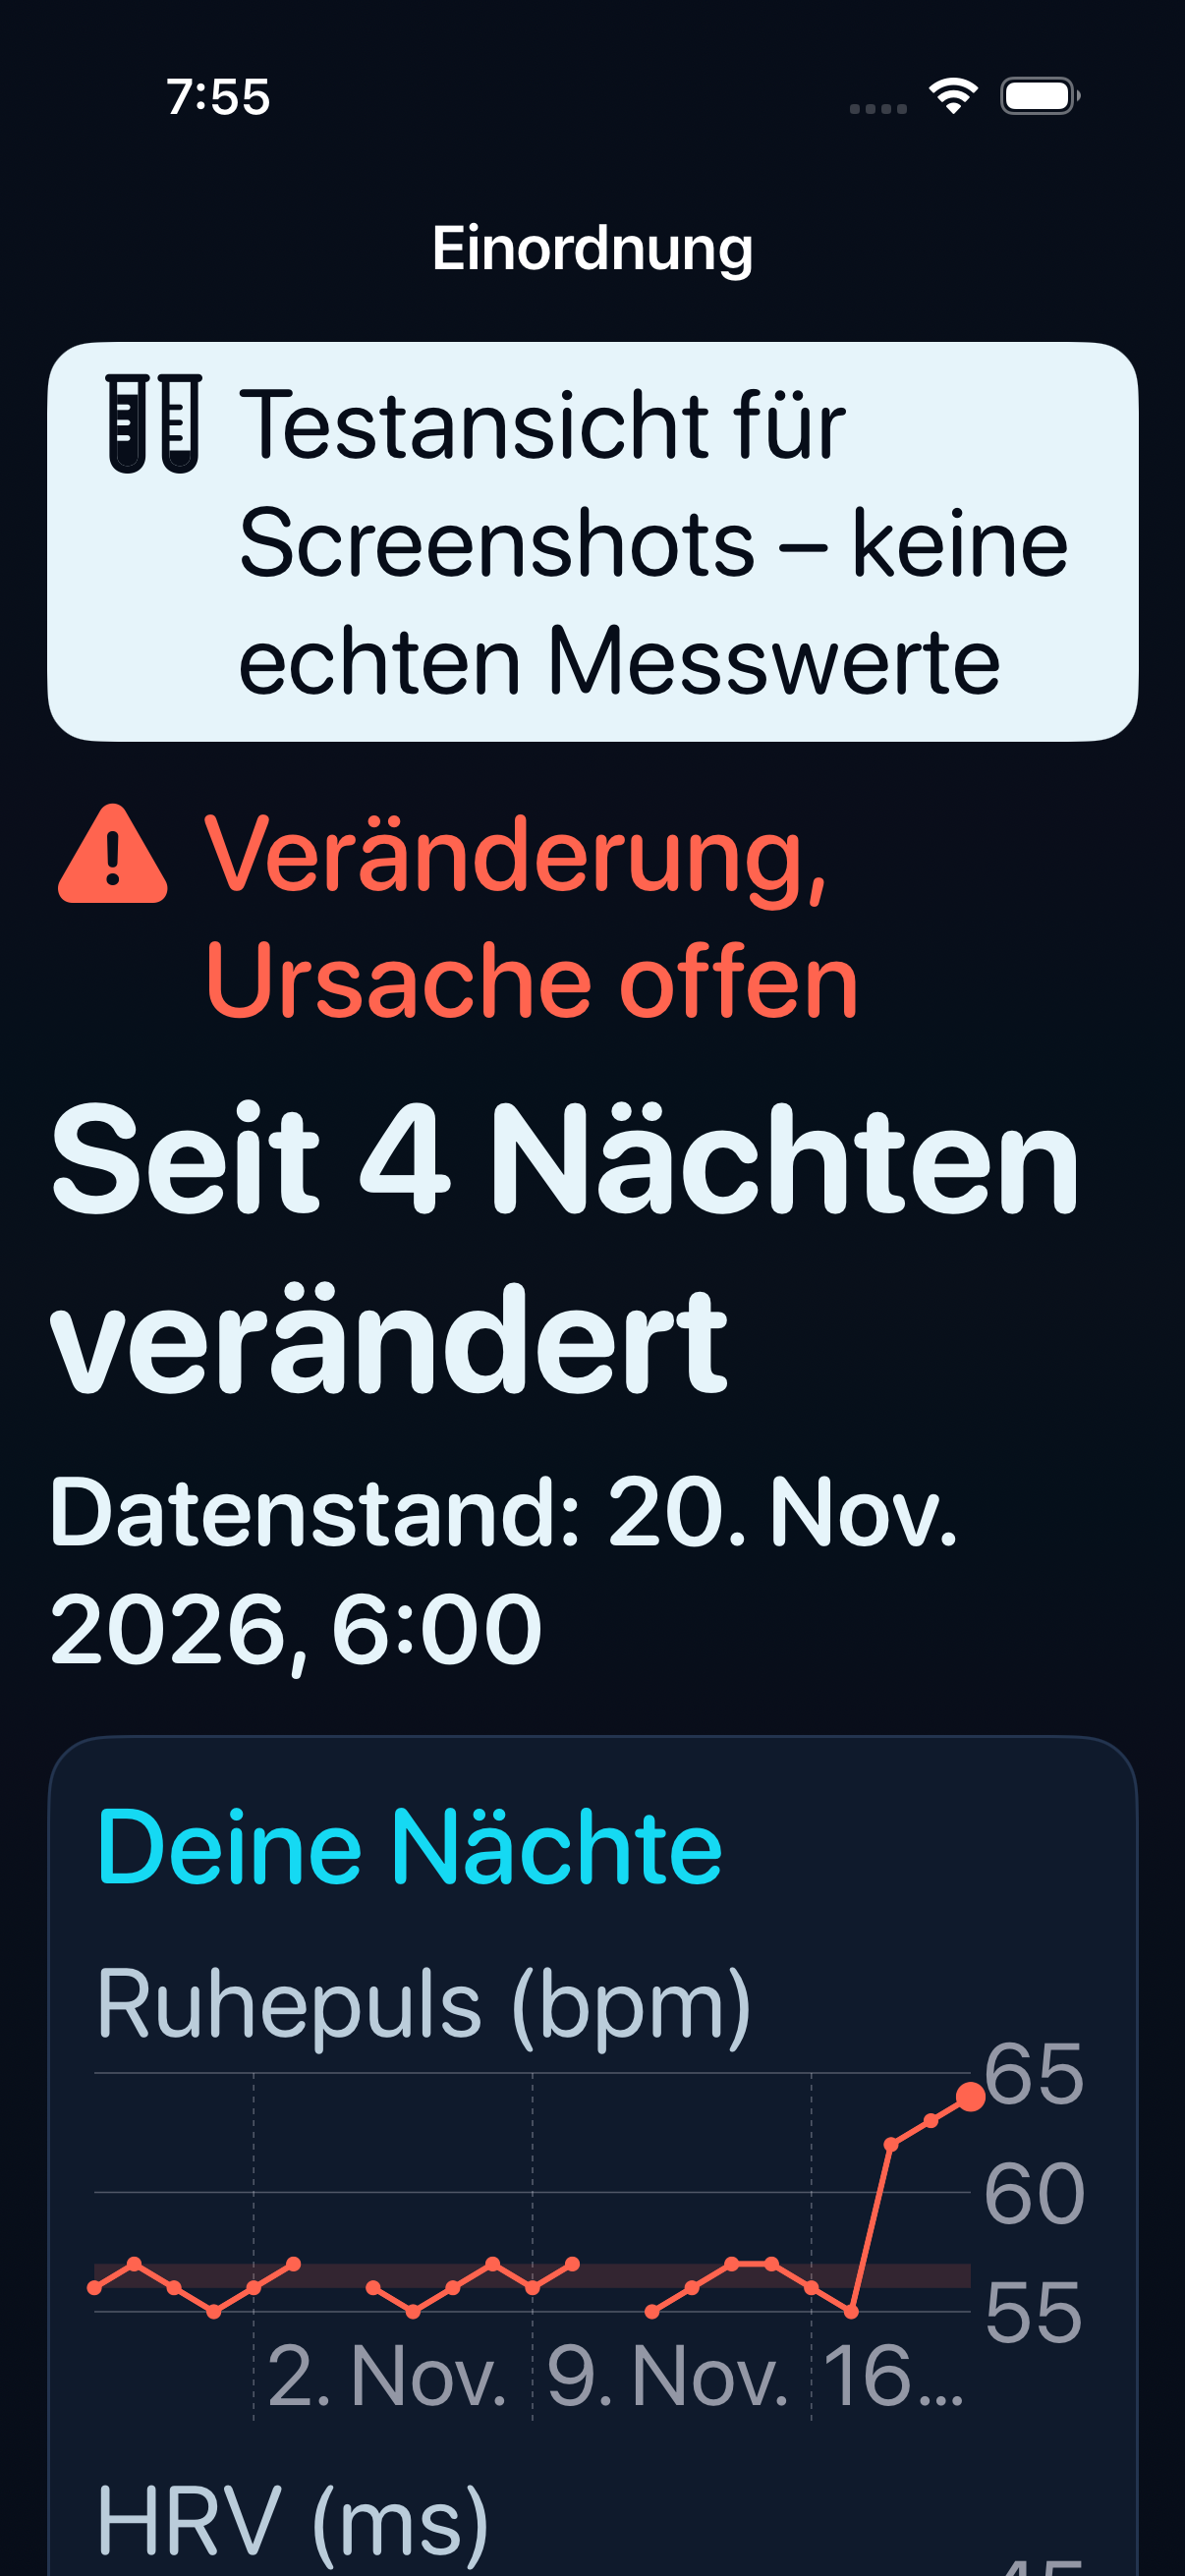 7:55
Einordnung
Testansicht für
Screenshots – keine
echten Messwerte
Veränderung,
Ursache offen
Seit 4 Nächten
verändert
Datenstand: 20. Nov.
2026, 6:00
Deine Nächte
Ruhepuls (bpm)
65
60
55
2. Nov. 9. Nov. 16...
HRV (ms)
45